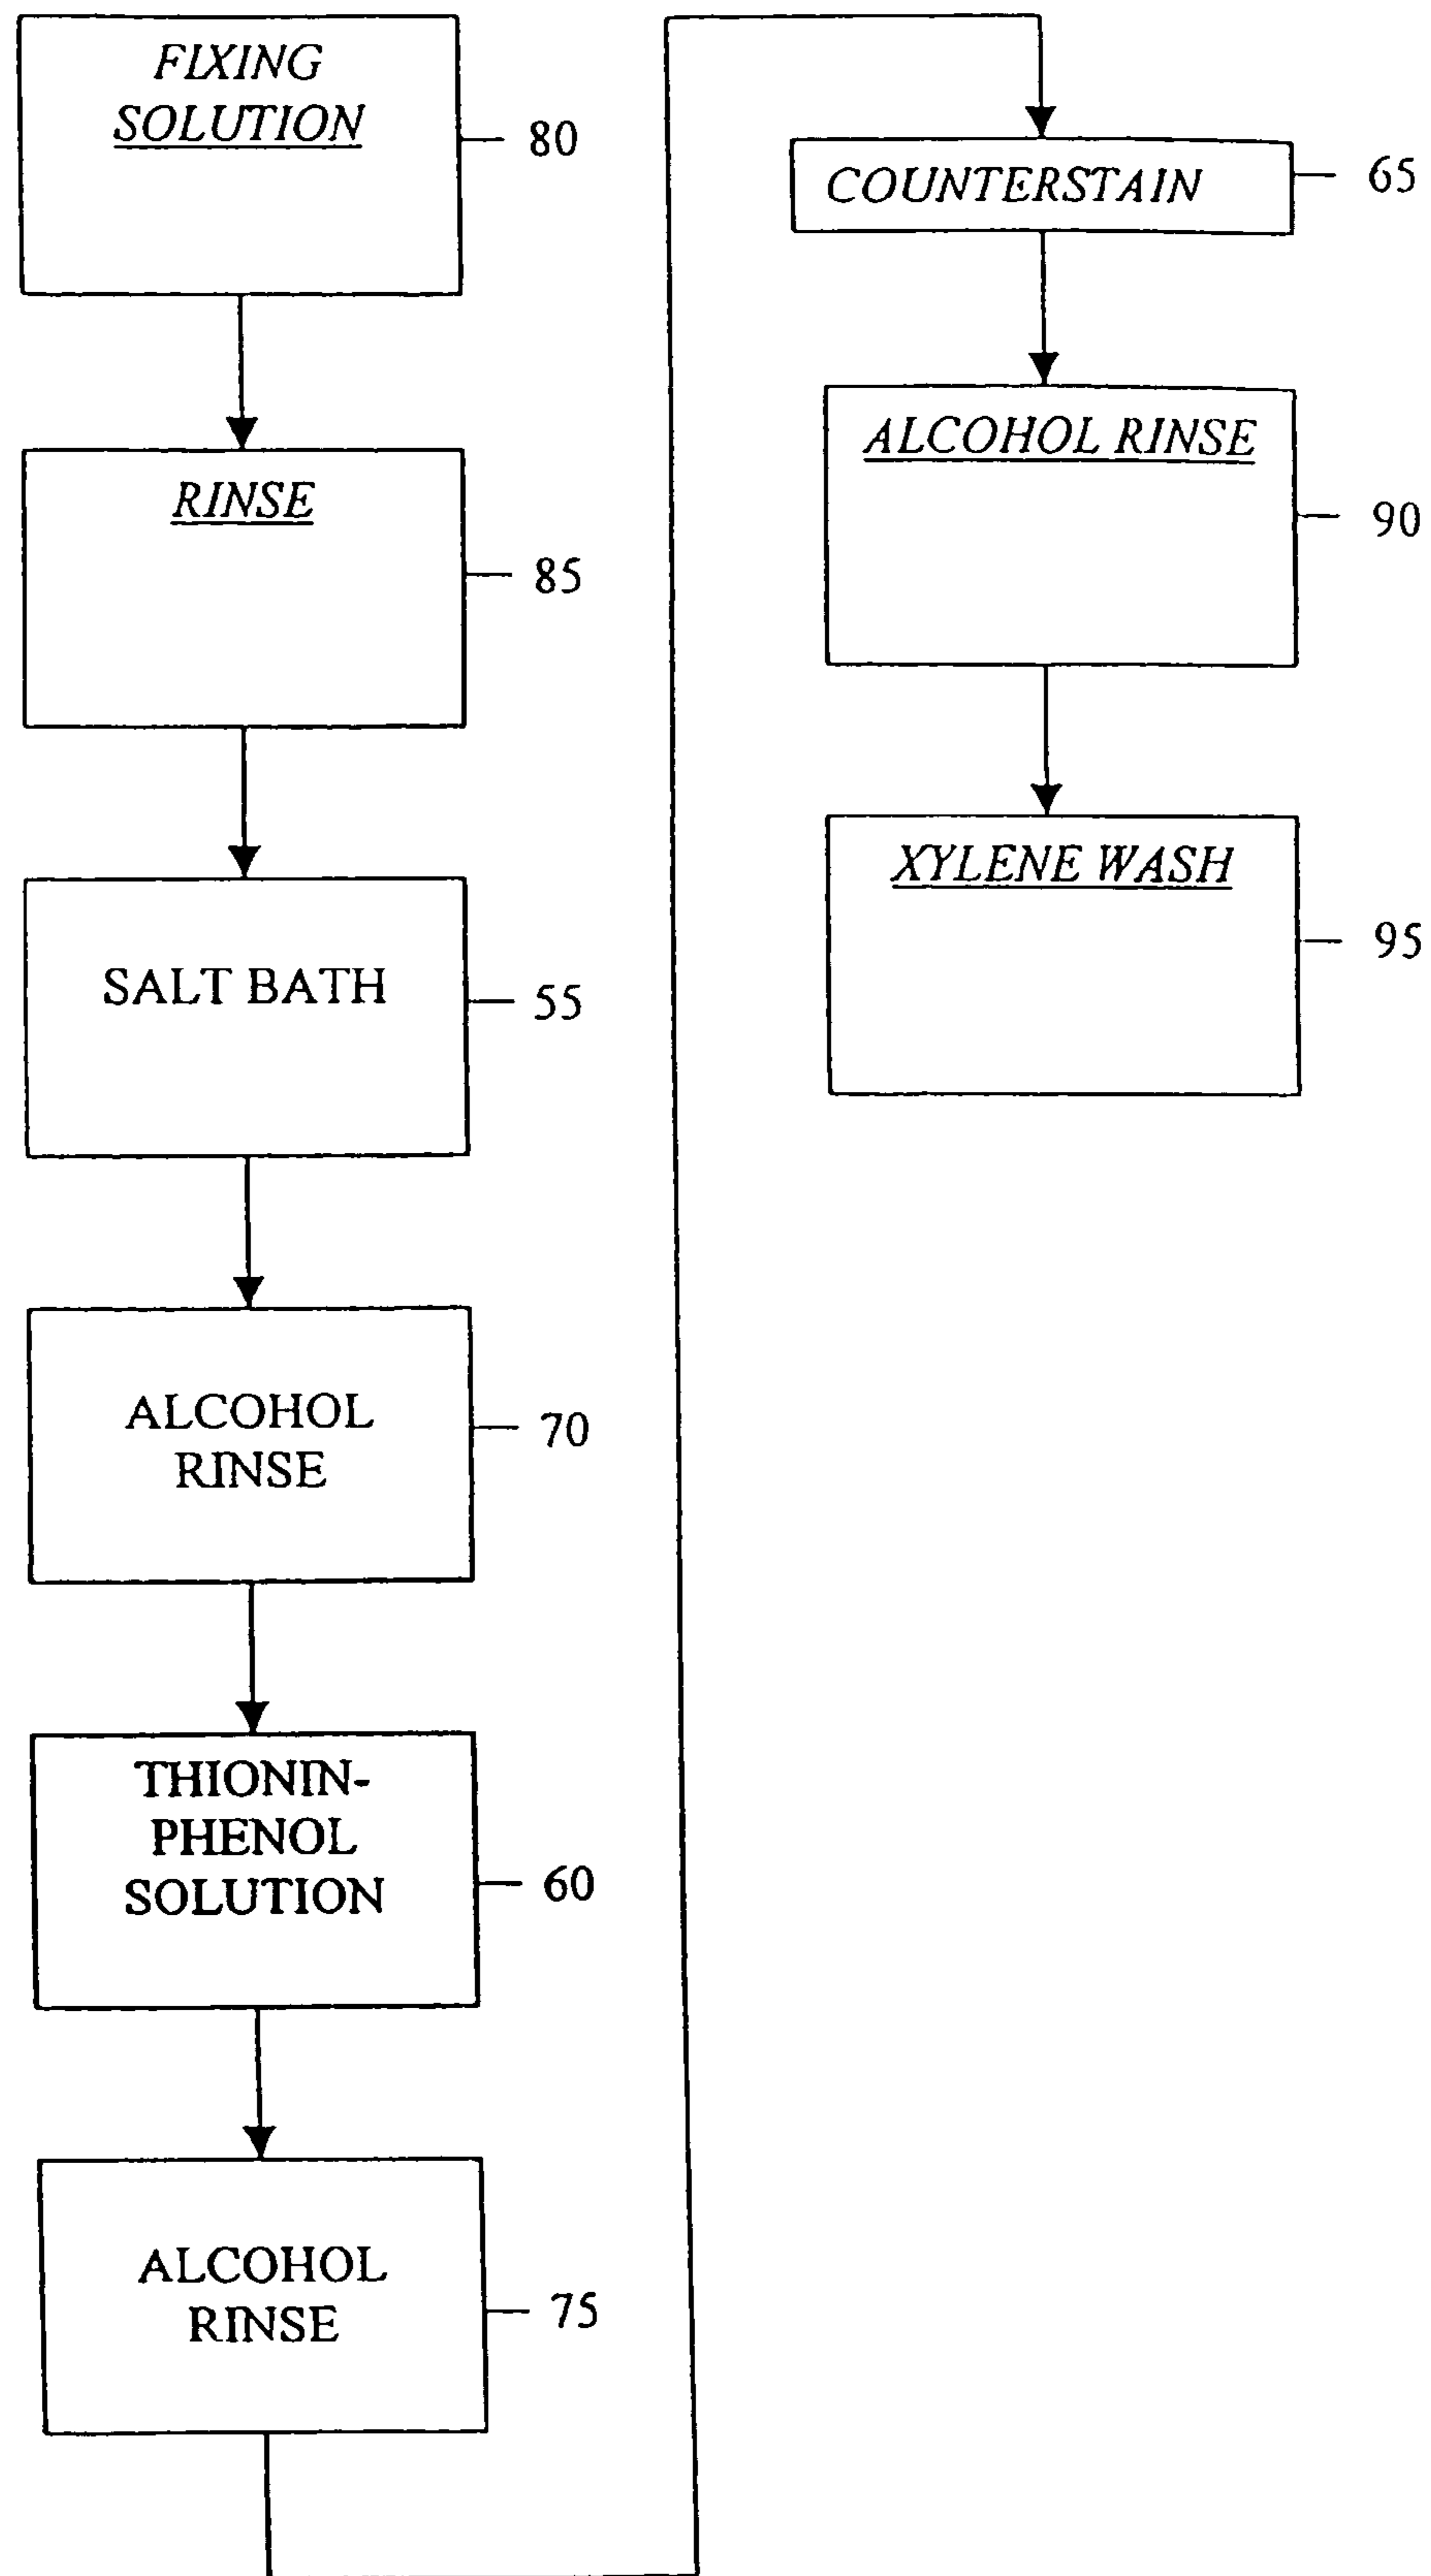 FIXING
SOLUTION
80
RINSE
85
SALT BATH
55
ALCOHOL
RINSE
70
THIONIN-
PHENOL
SOLUTION
60
ALCOHOL
RINSE
75
COUNTERSTAIN
65
ALCOHOL RINSE
90
XYLENE WASH
95